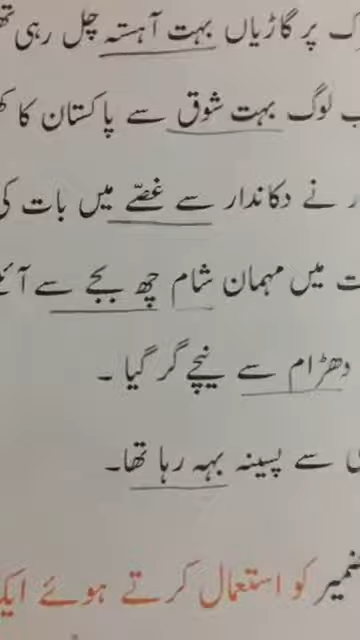 پر گاڑیاں بہت آہستہ چل رہی
لوگ بہت شوق سے پاکستان کا
نے دکاندار سے غصّے میں بات کی
میں مہمان شام چھ بجے سے
دھڑام سے نیچے گر گیا ۔
سے پسینہ بہہ رہا تھا۔
ضمیر کو استعمال کرتے ہوئے ایک